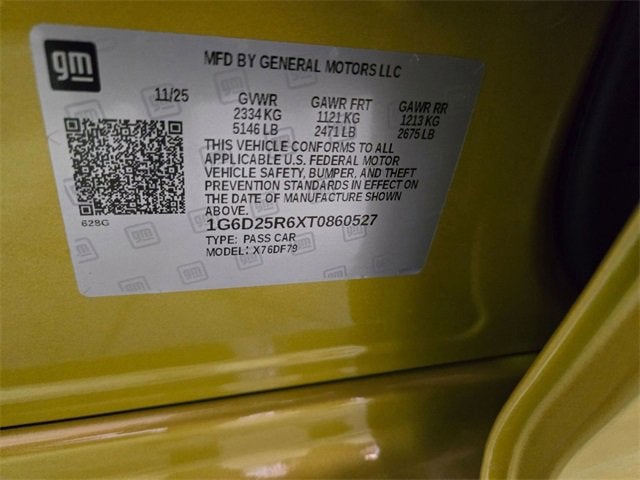 gm
MFD BY GENERAL MOTORS LLC
11/25
GVWR GAWR FRT GAWR RR
2334 KG 1121 KG 1213 KG
5146 LB 2471 LB 2675 LB
THIS VEHICLE CONFORMS TO ALL
APPLICABLE U.S. FEDERAL MOTOR
VEHICLE SAFETY, BUMPER, AND THEFT
PREVENTION STANDARDS IN EFFECT ON
THE DATE OF MANUFACTURE SHOWN
ABOVE.
628G
1G6D25R6XT0860527
TYPE: PASS CAR
MODEL: X76DF79